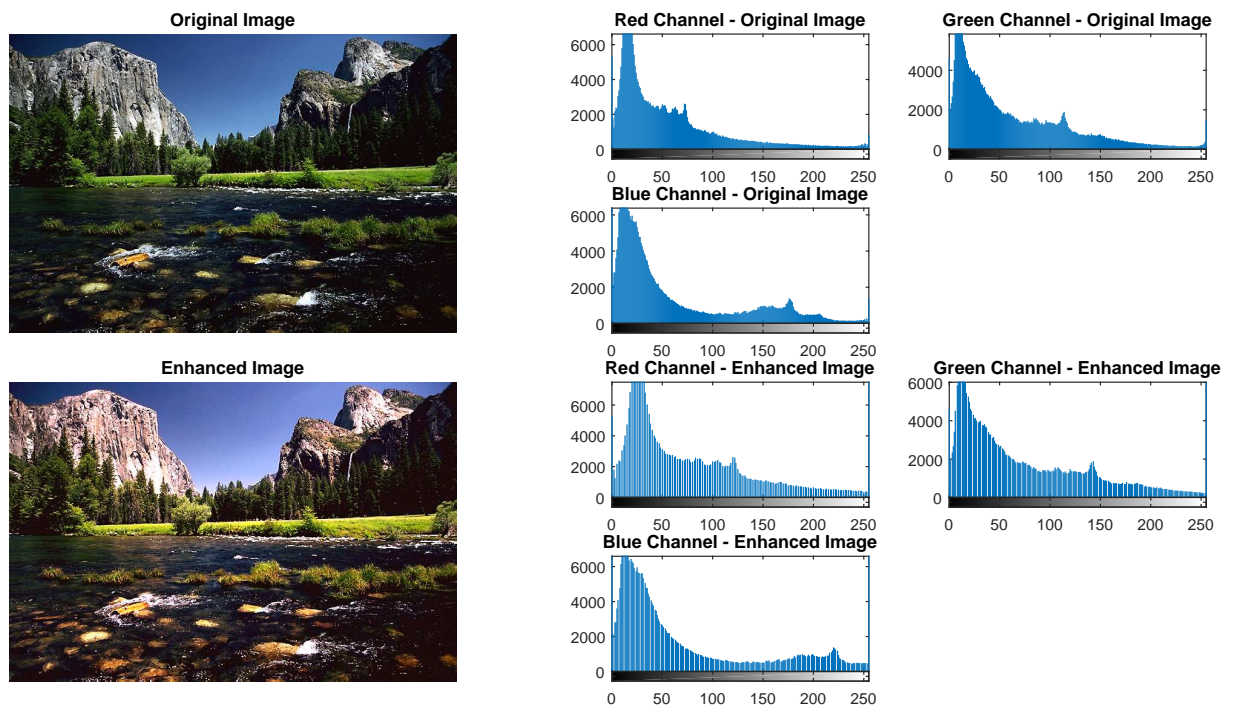 Original Image
Red Channel - Original Image
Green Channel - Original Image
6000
4000
2000
0
0 50 100 150 200 250
4000
2000
0
0 50 100 150 200 250
Blue Channel - Original Image
6000
4000
2000
0
0 50 100 150 200 250
Enhanced Image
Red Channel - Enhanced Image
Green Channel - Enhanced Image
6000
4000
2000
0
0 50 100 150 200 250
6000
4000
2000
0
0 50 100 150 200 250
Blue Channel - Enhanced Image
6000
4000
2000
0
0 50 100 150 200 250